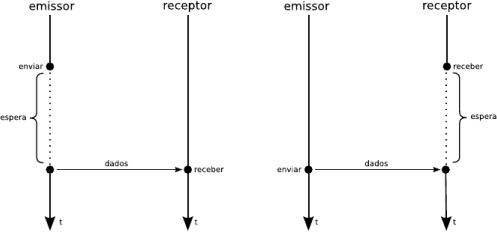 emissor receptor emissor receptor
enviar receber
espera espera
dados receber enviar dados
t t t t